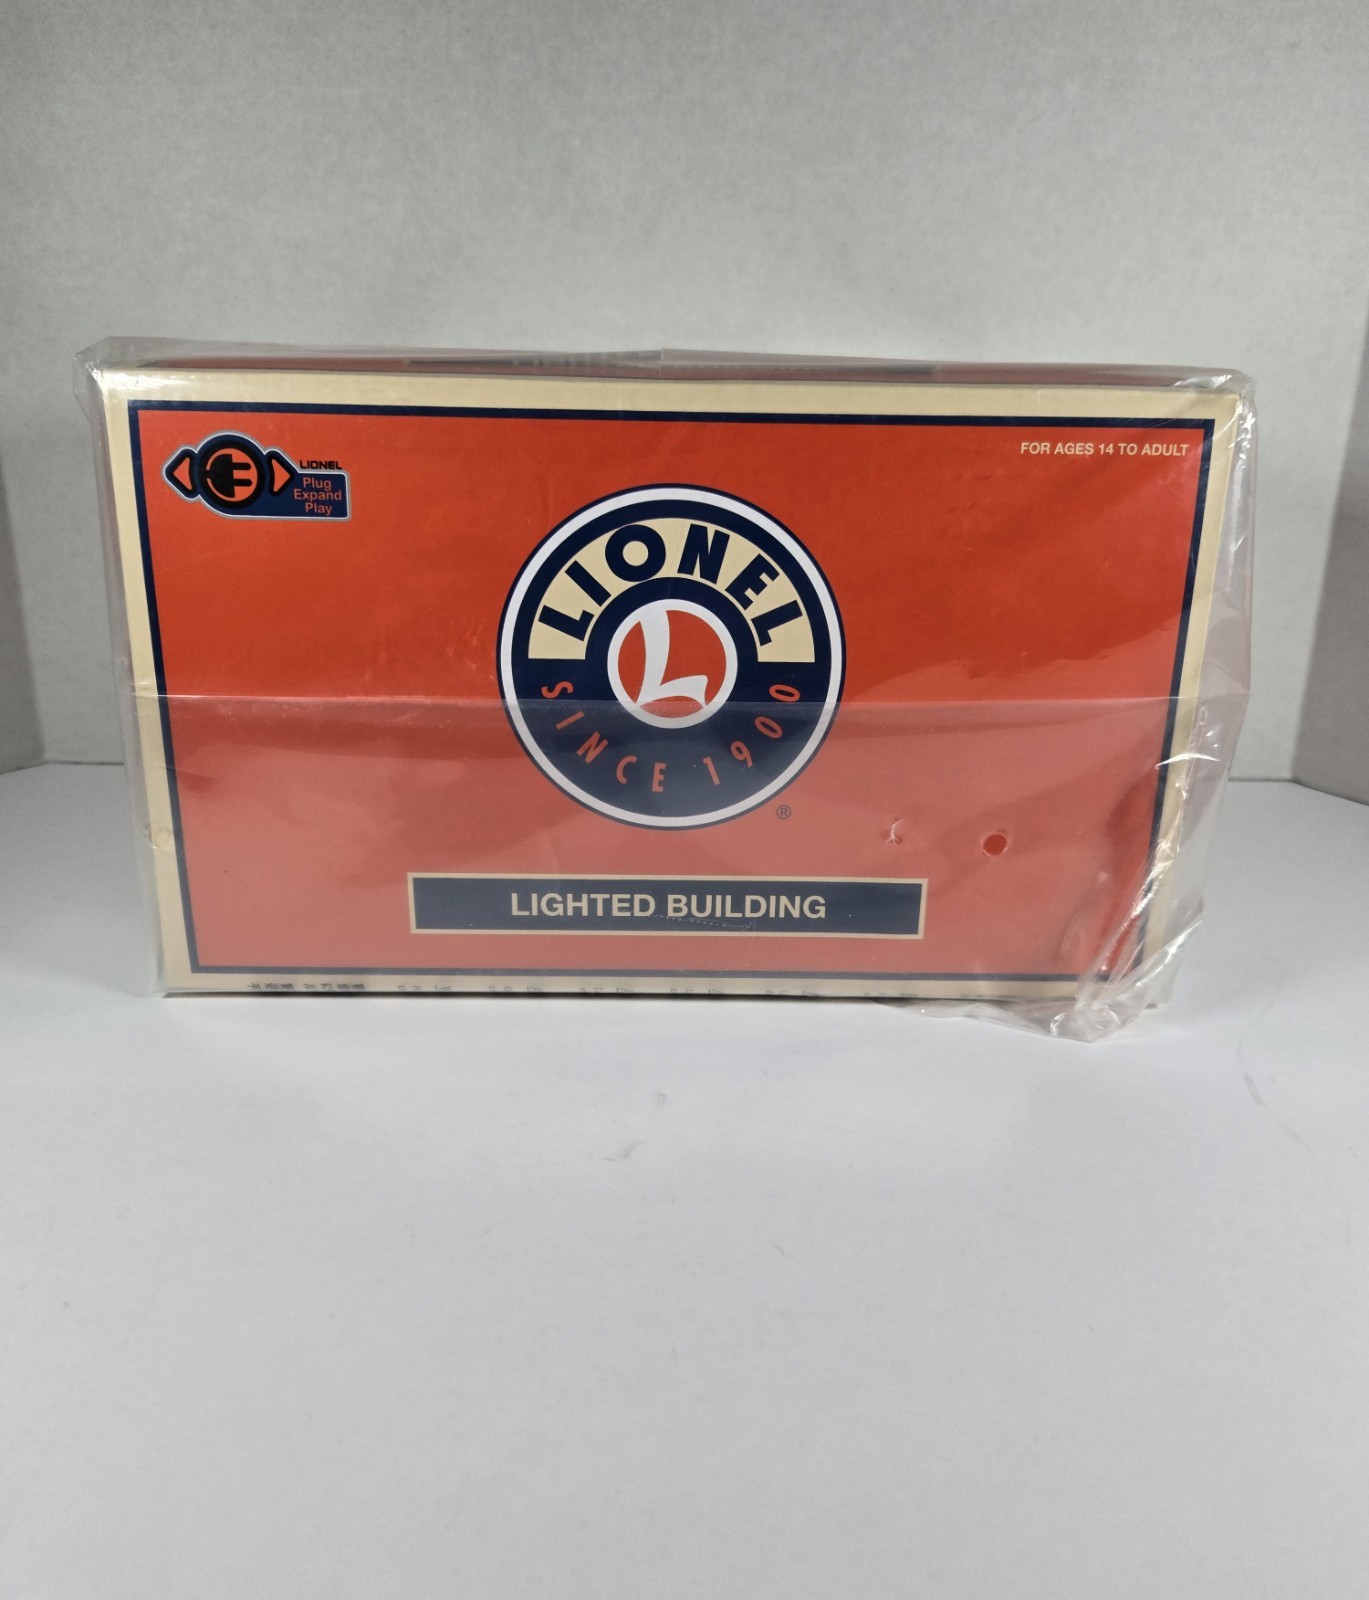 LIONEL
Plug
Expand
Play
FOR AGES 14 TO ADULT
LIONEL
L
SINCE 1900
®
LIGHTED BUILDING